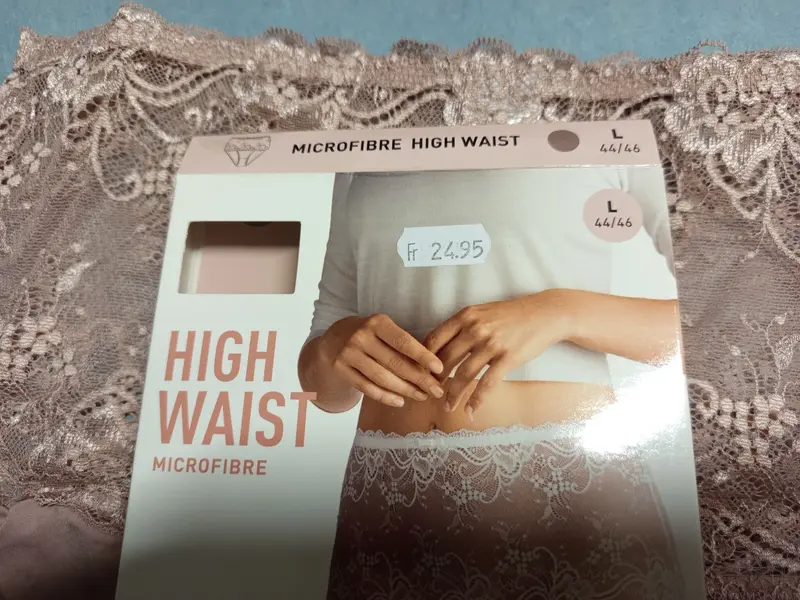 MICROFIBRE HIGH WAIST
L
44/46
L
44/46
Fr 24.95
HIGH
WAIST
MICROFIBRE